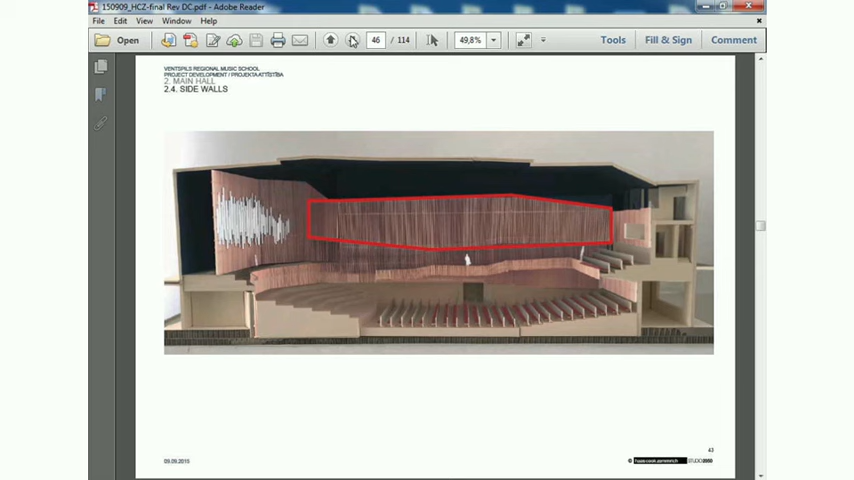 150909_HCZ-final Rev DC.pdf - Adobe Reader
File Edit View Window Help
Open 46 / 114 49,8% Tools Fill & Sign Comment
VENTSPILS REGIONAL MUSIC SCHOOL
PROJECT DEVELOPMENT / PROJEKTA ATTĪSTĪBA
2. MAIN HALL
2.4. SIDE WALLS
43
09.09.2015
© STUDIO2000